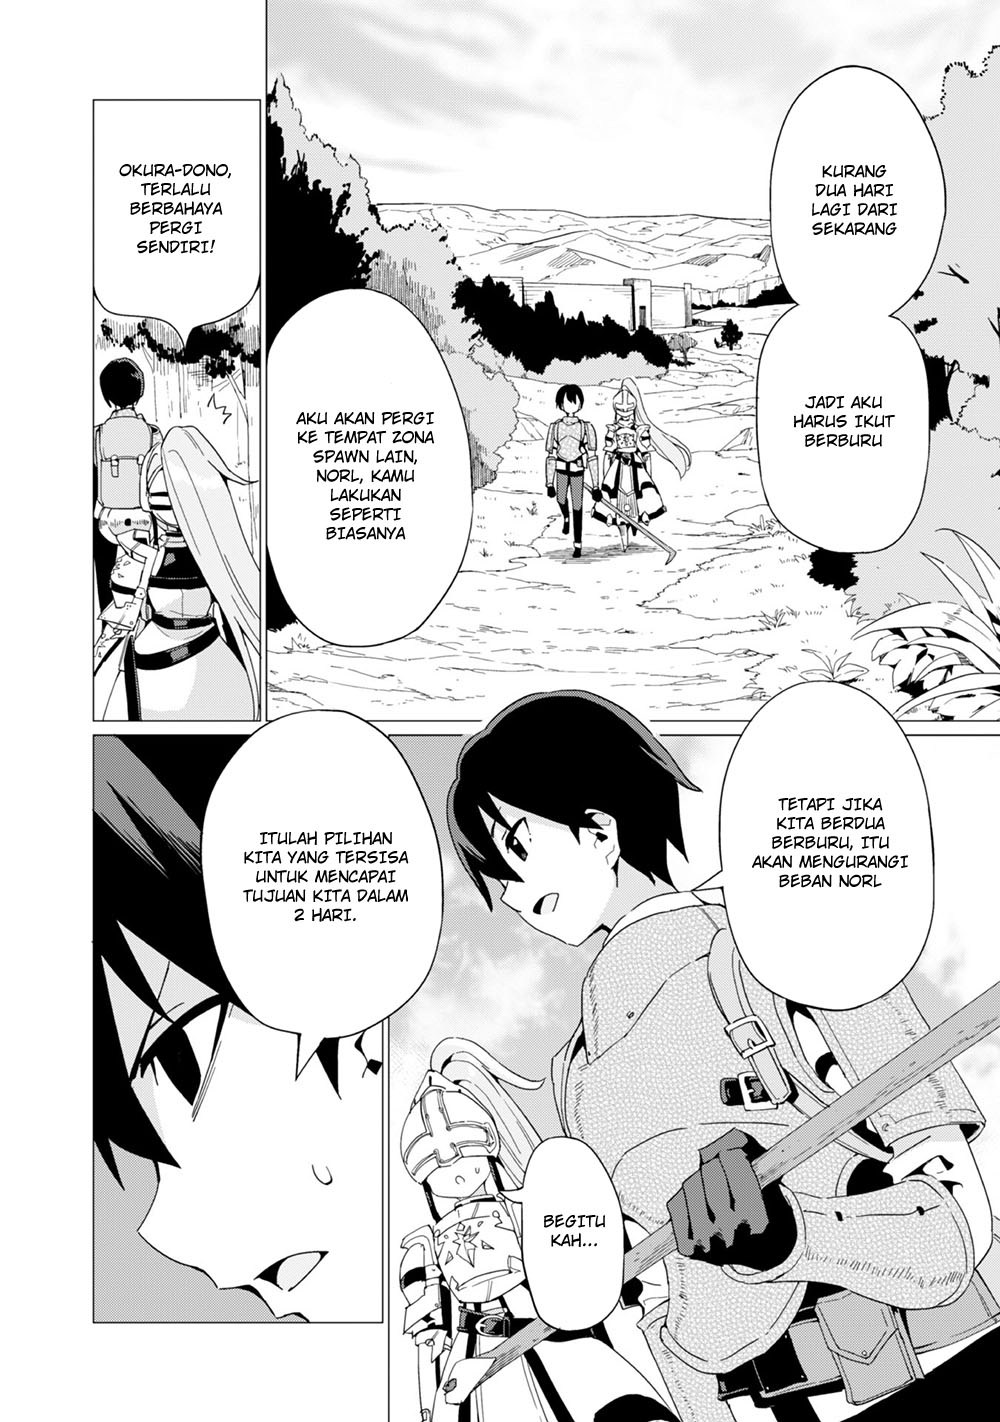 KURANG
DUA HARI
LAGI DARI
SEKARANG
JADI AKU
HARUS IKUT
BERBURU
AKU AKAN PERGI
KE TEMPAT ZONA
SPAWN LAIN,
NORL, KAMU
LAKUKAN
SEPERTI
BIASANYA
OKURA-DONO,
TERLALU
BERBAHAYA
PERGI
SENDIRI!
TETAPI JIKA
KITA BERDUA
BERBURU, ITU
AKAN MENGURANGI
BEBAN NORL
BEGITU
KAH...
ITULAH PILIHAN
KITA YANG TERSISA
UNTUK MENCAPAI
TUJUAN KITA DALAM
2 HARI.